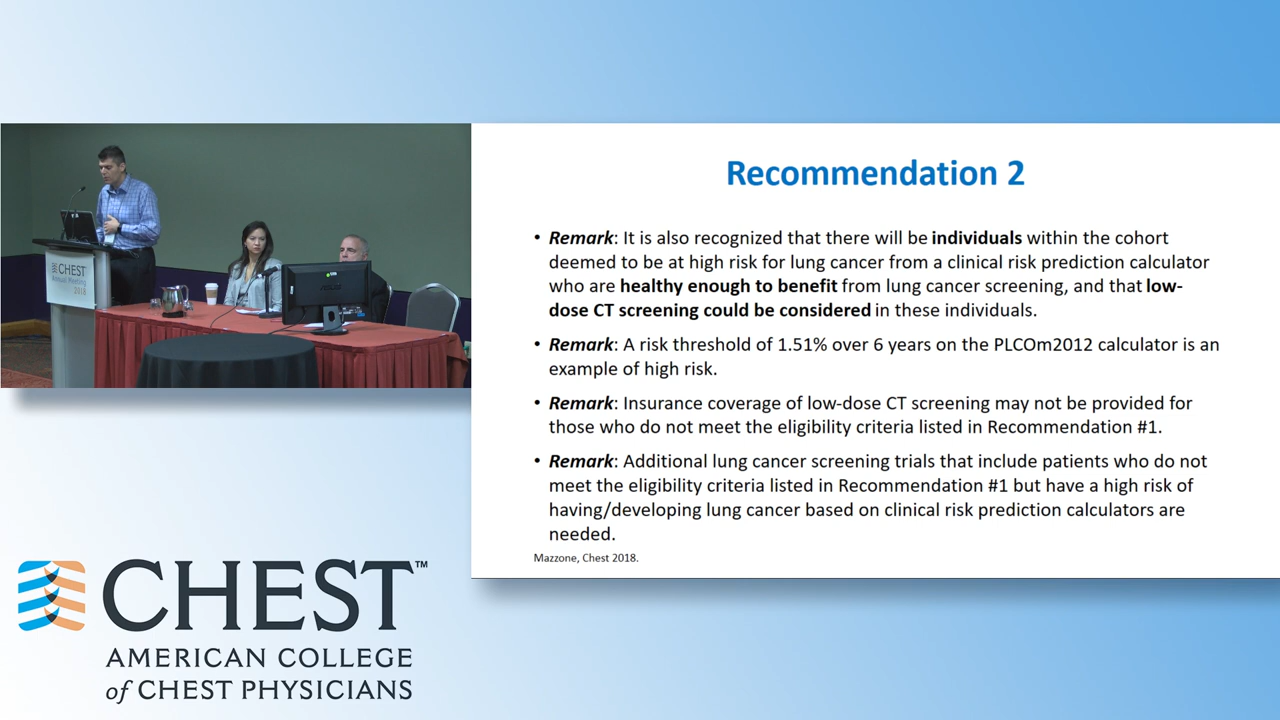 CHEST
Annual Meeting
2018
Recommendation 2
• Remark: It is also recognized that there will be individuals within the cohort
deemed to be at high risk for lung cancer from a clinical risk prediction calculator
who are healthy enough to benefit from lung cancer screening, and that low-
dose CT screening could be considered in these individuals.
• Remark: A risk threshold of 1.51% over 6 years on the PLCOm2012 calculator is an
example of high risk.
• Remark: Insurance coverage of low-dose CT screening may not be provided for
those who do not meet the eligibility criteria listed in Recommendation #1.
• Remark: Additional lung cancer screening trials that include patients who do not
meet the eligibility criteria listed in Recommendation #1 but have a high risk of
having/developing lung cancer based on clinical risk prediction calculators are
needed.
Mazzone, Chest 2018.
CHEST™
AMERICAN COLLEGE
of CHEST PHYSICIANS